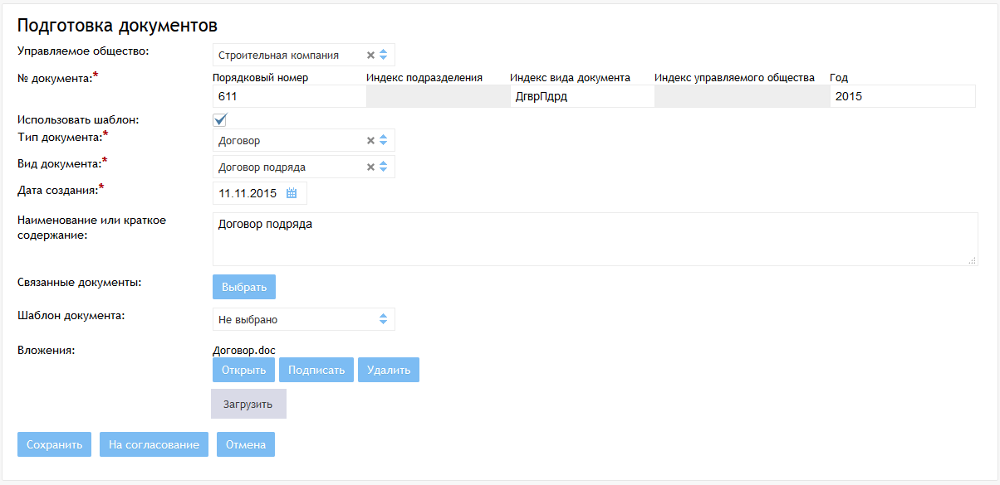 Подготовка документов
Управляемое общество:
Строительная компания
Порядковый номер Индекс подразделения Индекс вида документа Индекс управляемого общества Год
№ документа:*
611 ДгврПдрд 2015
Использовать шаблон:
Тип документа:* Договор
Вид документа:* Договор подряда
Дата создания:* 11.11.2015
Наименование или краткое
содержание:
Договор подряда
Связанные документы: Выбрать
Шаблон документа: Не выбрано
Вложения: Договор.doc
Открыть Подписать Удалить
Загрузить
Сохранить На согласование Отмена